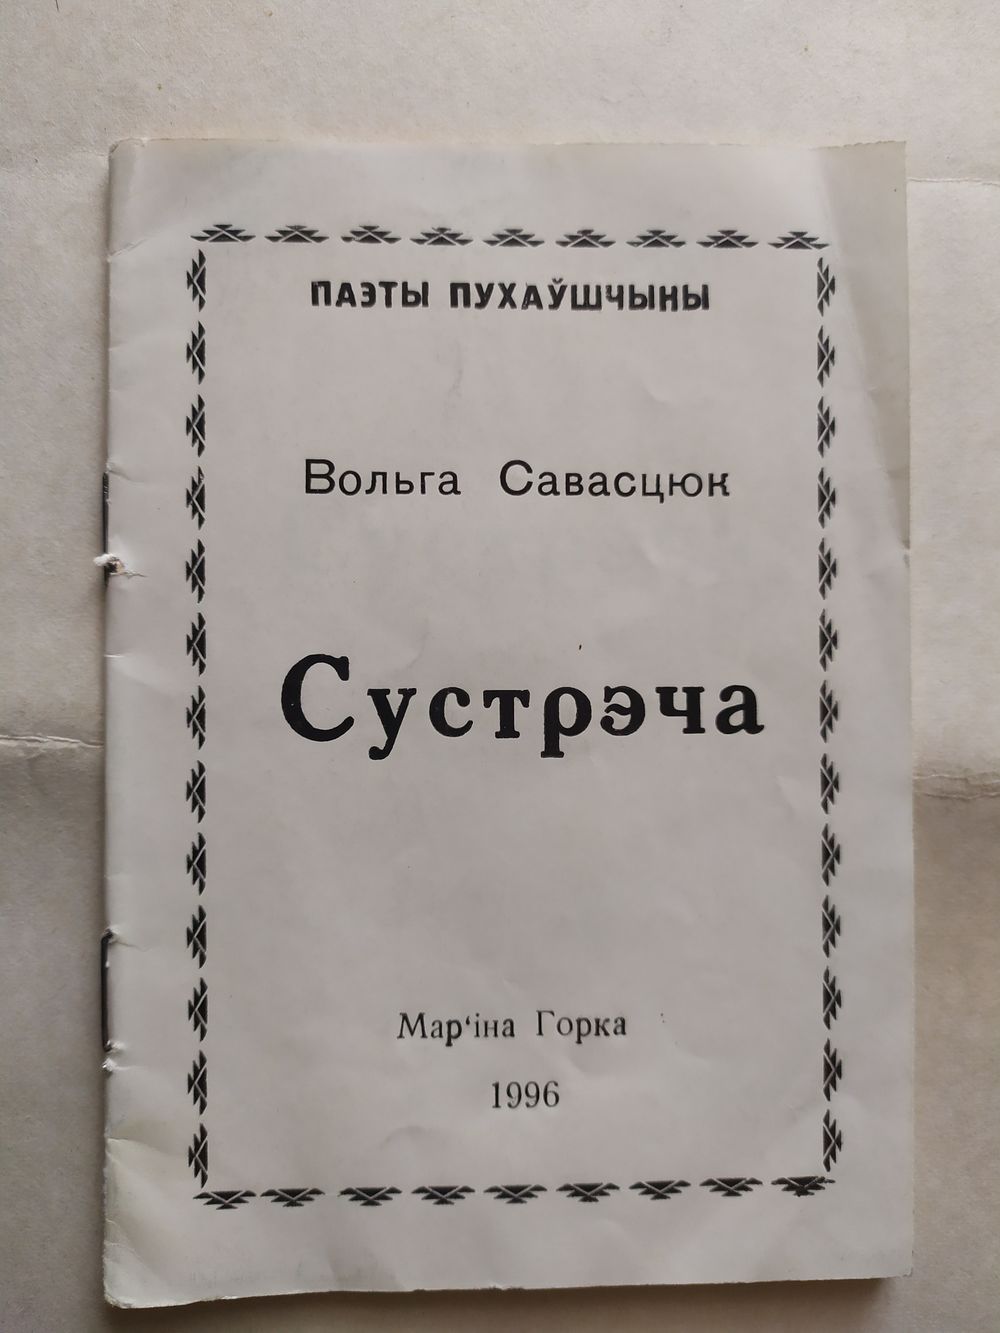 ПАЭТЫ ПУХАЎШЧЫНЫ
Вольга Савасцюк
Сустрэча
Мар‘іна Горка
1996